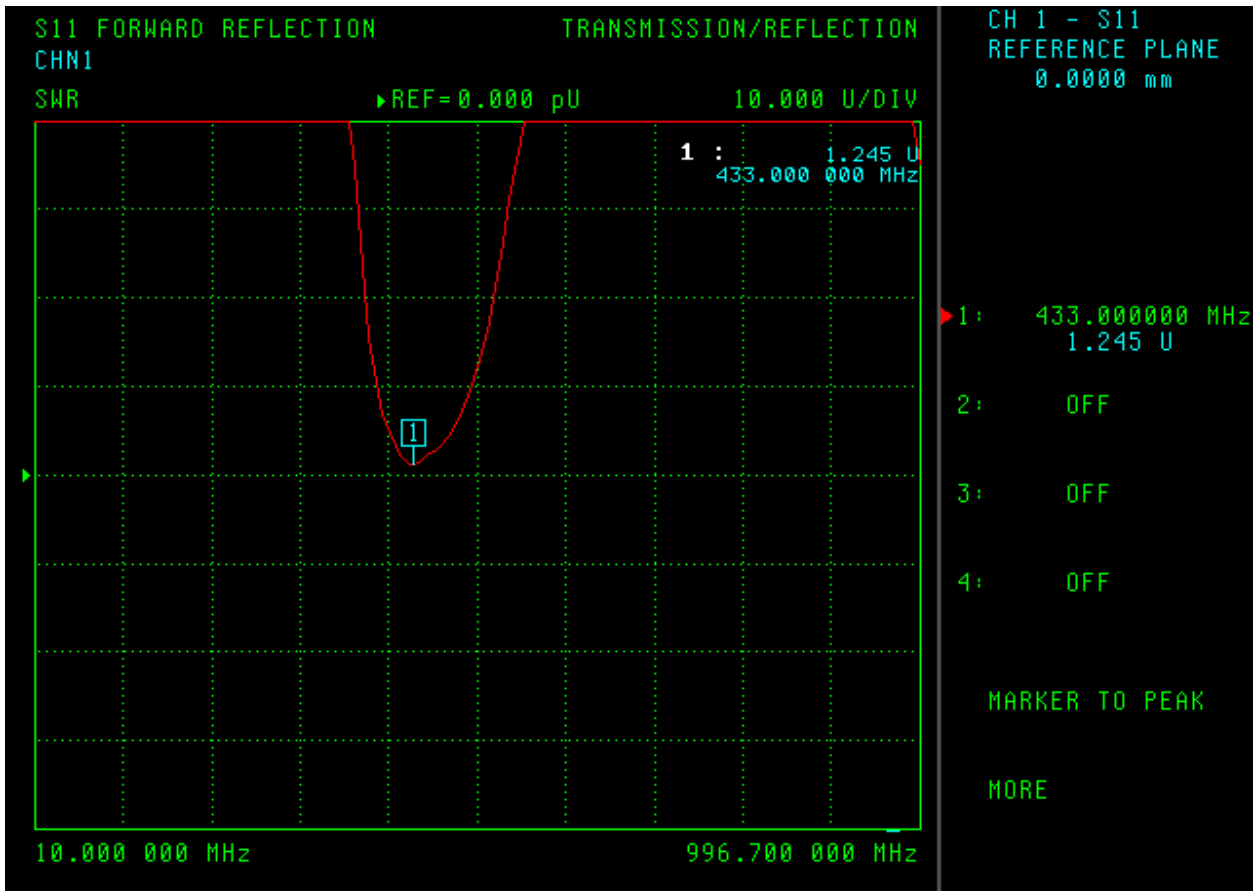 S11 FORWARD REFLECTION TRANSMISSION/REFLECTION
CHN1
SWR ▶REF=0.000 pU 10.000 U/DIV
1 : 1.245 U
433.000 000 MHz
1
10.000 000 MHz 996.700 000 MHz
CH 1 - S11
REFERENCE PLANE
0.0000 mm
1: 433.000000 MHz
1.245 U
2: OFF
3: OFF
4: OFF
MARKER TO PEAK
MORE